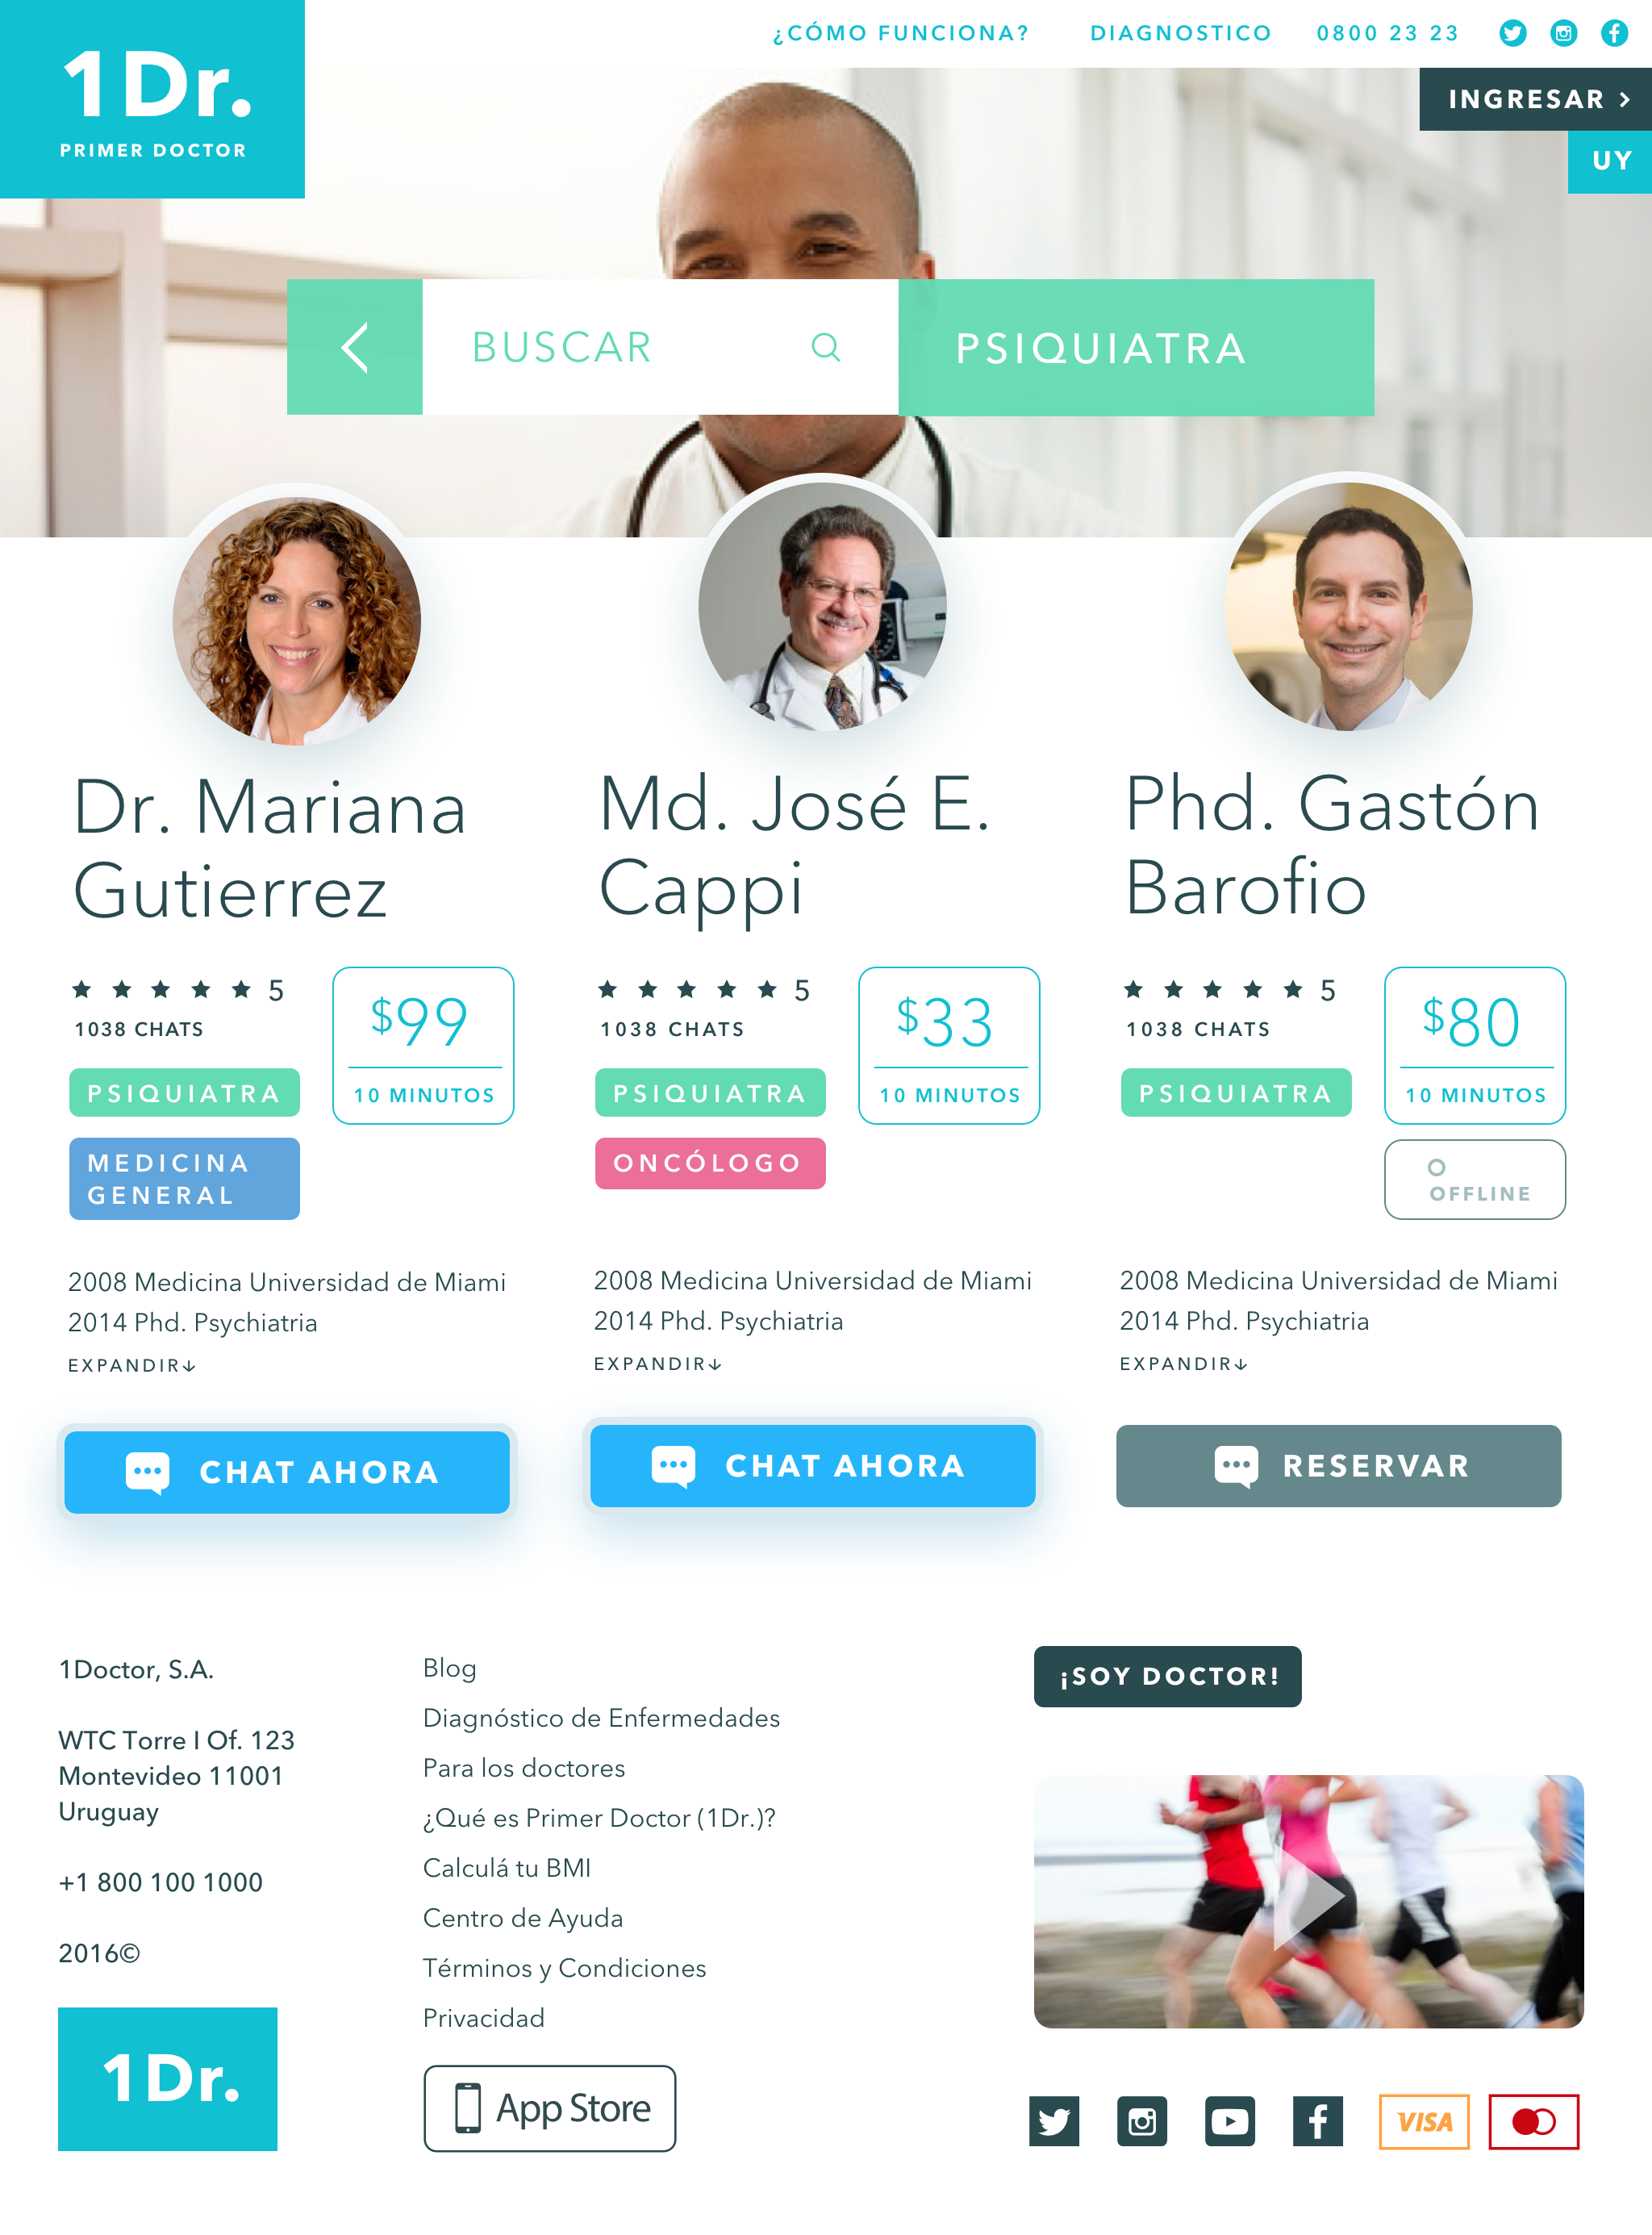 1Dr.
PRIMER DOCTOR
¿CÓMO FUNCIONA?
DIAGNOSTICO
0800 23 23
INGRESAR >
UY
BUSCAR
PSIQUIATRA
Dr. Mariana
Gutierrez
5
1038 CHATS
$99
10 MINUTOS
PSIQUIATRA
MEDICINA
GENERAL
2008 Medicina Universidad de Miami
2014 Phd. Psychiatria
EXPANDIR↓
CHAT AHORA
Md. José E.
Cappi
5
1038 CHATS
$33
10 MINUTOS
PSIQUIATRA
ONCÓLOGO
2008 Medicina Universidad de Miami
2014 Phd. Psychiatria
EXPANDIR↓
CHAT AHORA
Phd. Gastón
Barofio
5
1038 CHATS
$80
10 MINUTOS
PSIQUIATRA
OFFLINE
2008 Medicina Universidad de Miami
2014 Phd. Psychiatria
EXPANDIR↓
RESERVAR
1Doctor, S.A.
WTC Torre I Of. 123
Montevideo 11001
Uruguay
+1 800 100 1000
2016©
1Dr.
Blog
Diagnóstico de Enfermedades
Para los doctores
¿Qué es Primer Doctor (1Dr.)?
Calculá tu BMI
Centro de Ayuda
Términos y Condiciones
Privacidad
App Store
¡SOY DOCTOR!
VISA